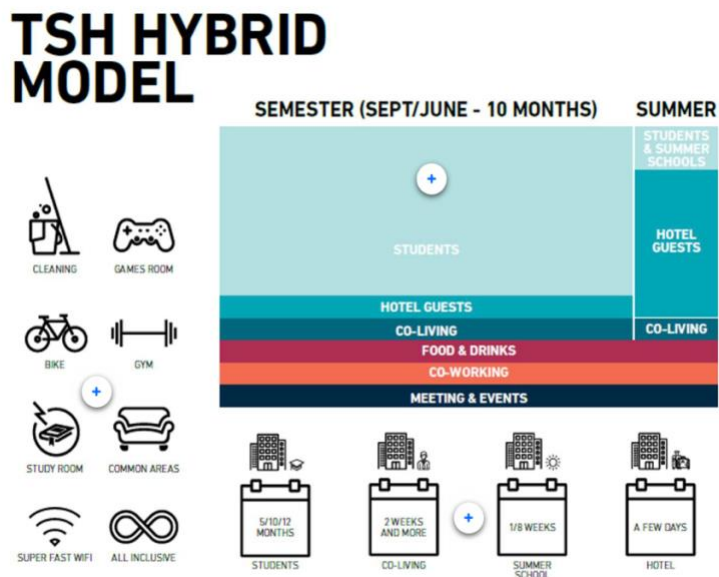 TSH HYBRID
MODEL
SEMESTER (SEPT/JUNE - 10 MONTHS)
SUMMER
STUDENTS
& SUMMER
SCHOOLS
STUDENTS
HOTEL
GUESTS
HOTEL GUESTS
CO-LIVING
CO-LIVING
FOOD & DRINKS
CO-WORKING
MEETING & EVENTS
CLEANING
GAMES ROOM
BIKE
GYM
STUDY ROOM
COMMON AREAS
SUPER FAST WIFI
ALL INCLUSIVE
5/10/12
MONTHS
STUDENTS
2 WEEKS
AND MORE
CO-LIVING
1/8 WEEKS
SUMMER
SCHOOL
A FEW DAYS
HOTEL